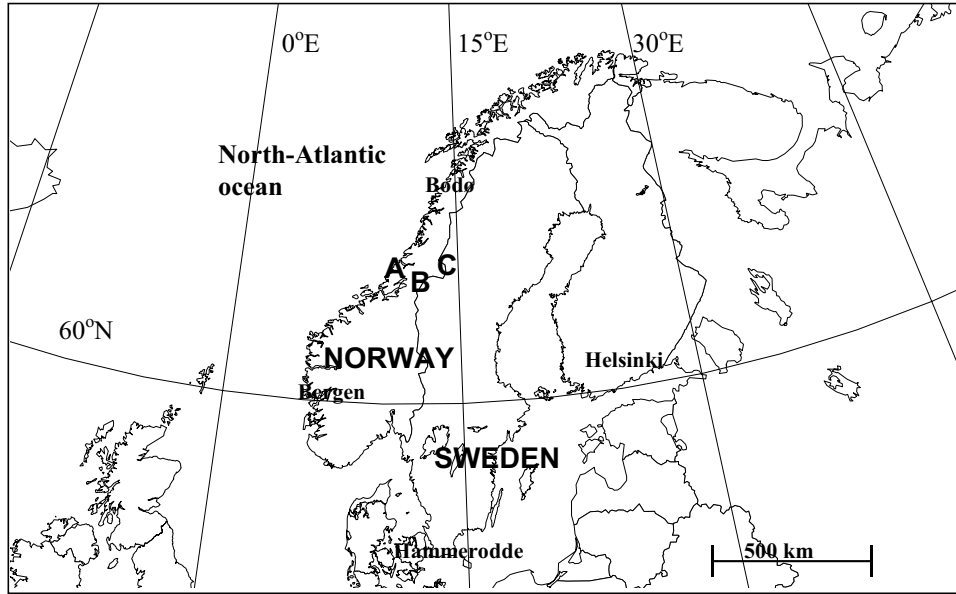 0°E
15°E
30°E
North-Atlantic
ocean
Bodø
A
B
C
60°N
NORWAY
Helsinki
Bergen
SWEDEN
Hammerodde
500 km